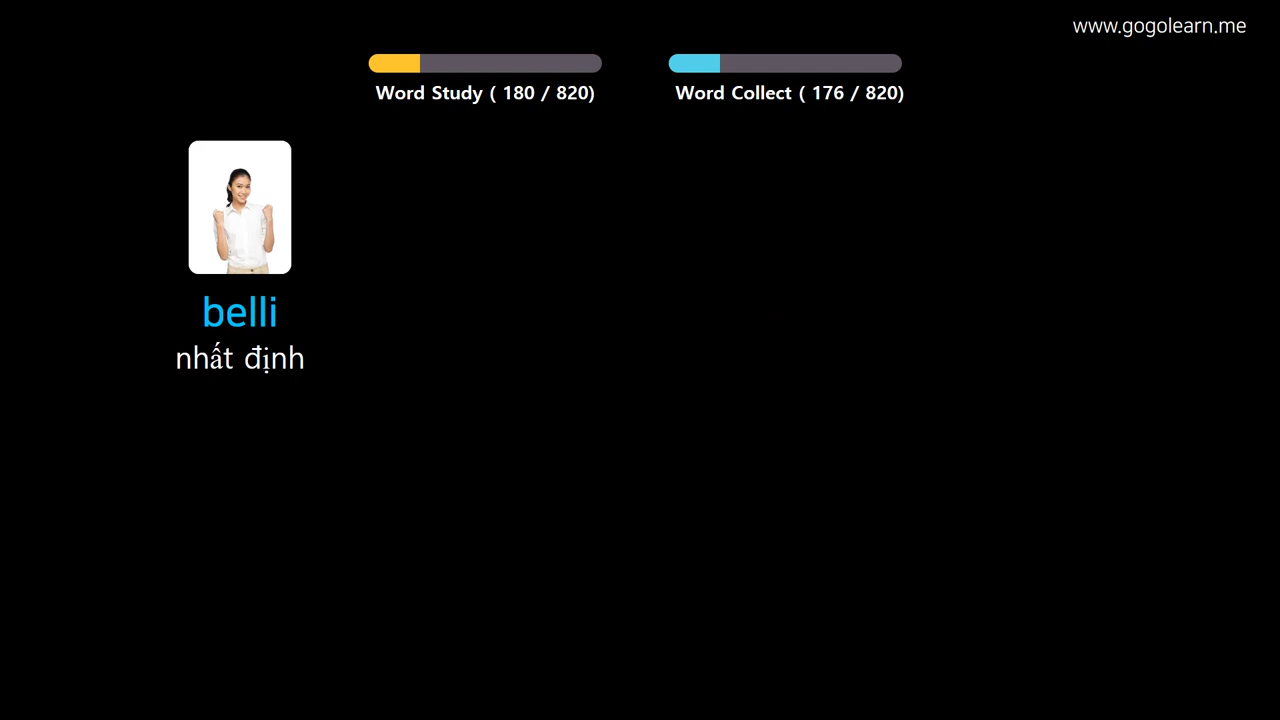 www.gogolearn.me
Word Study ( 180 / 820)
Word Collect ( 176 / 820)
belli
nhất định